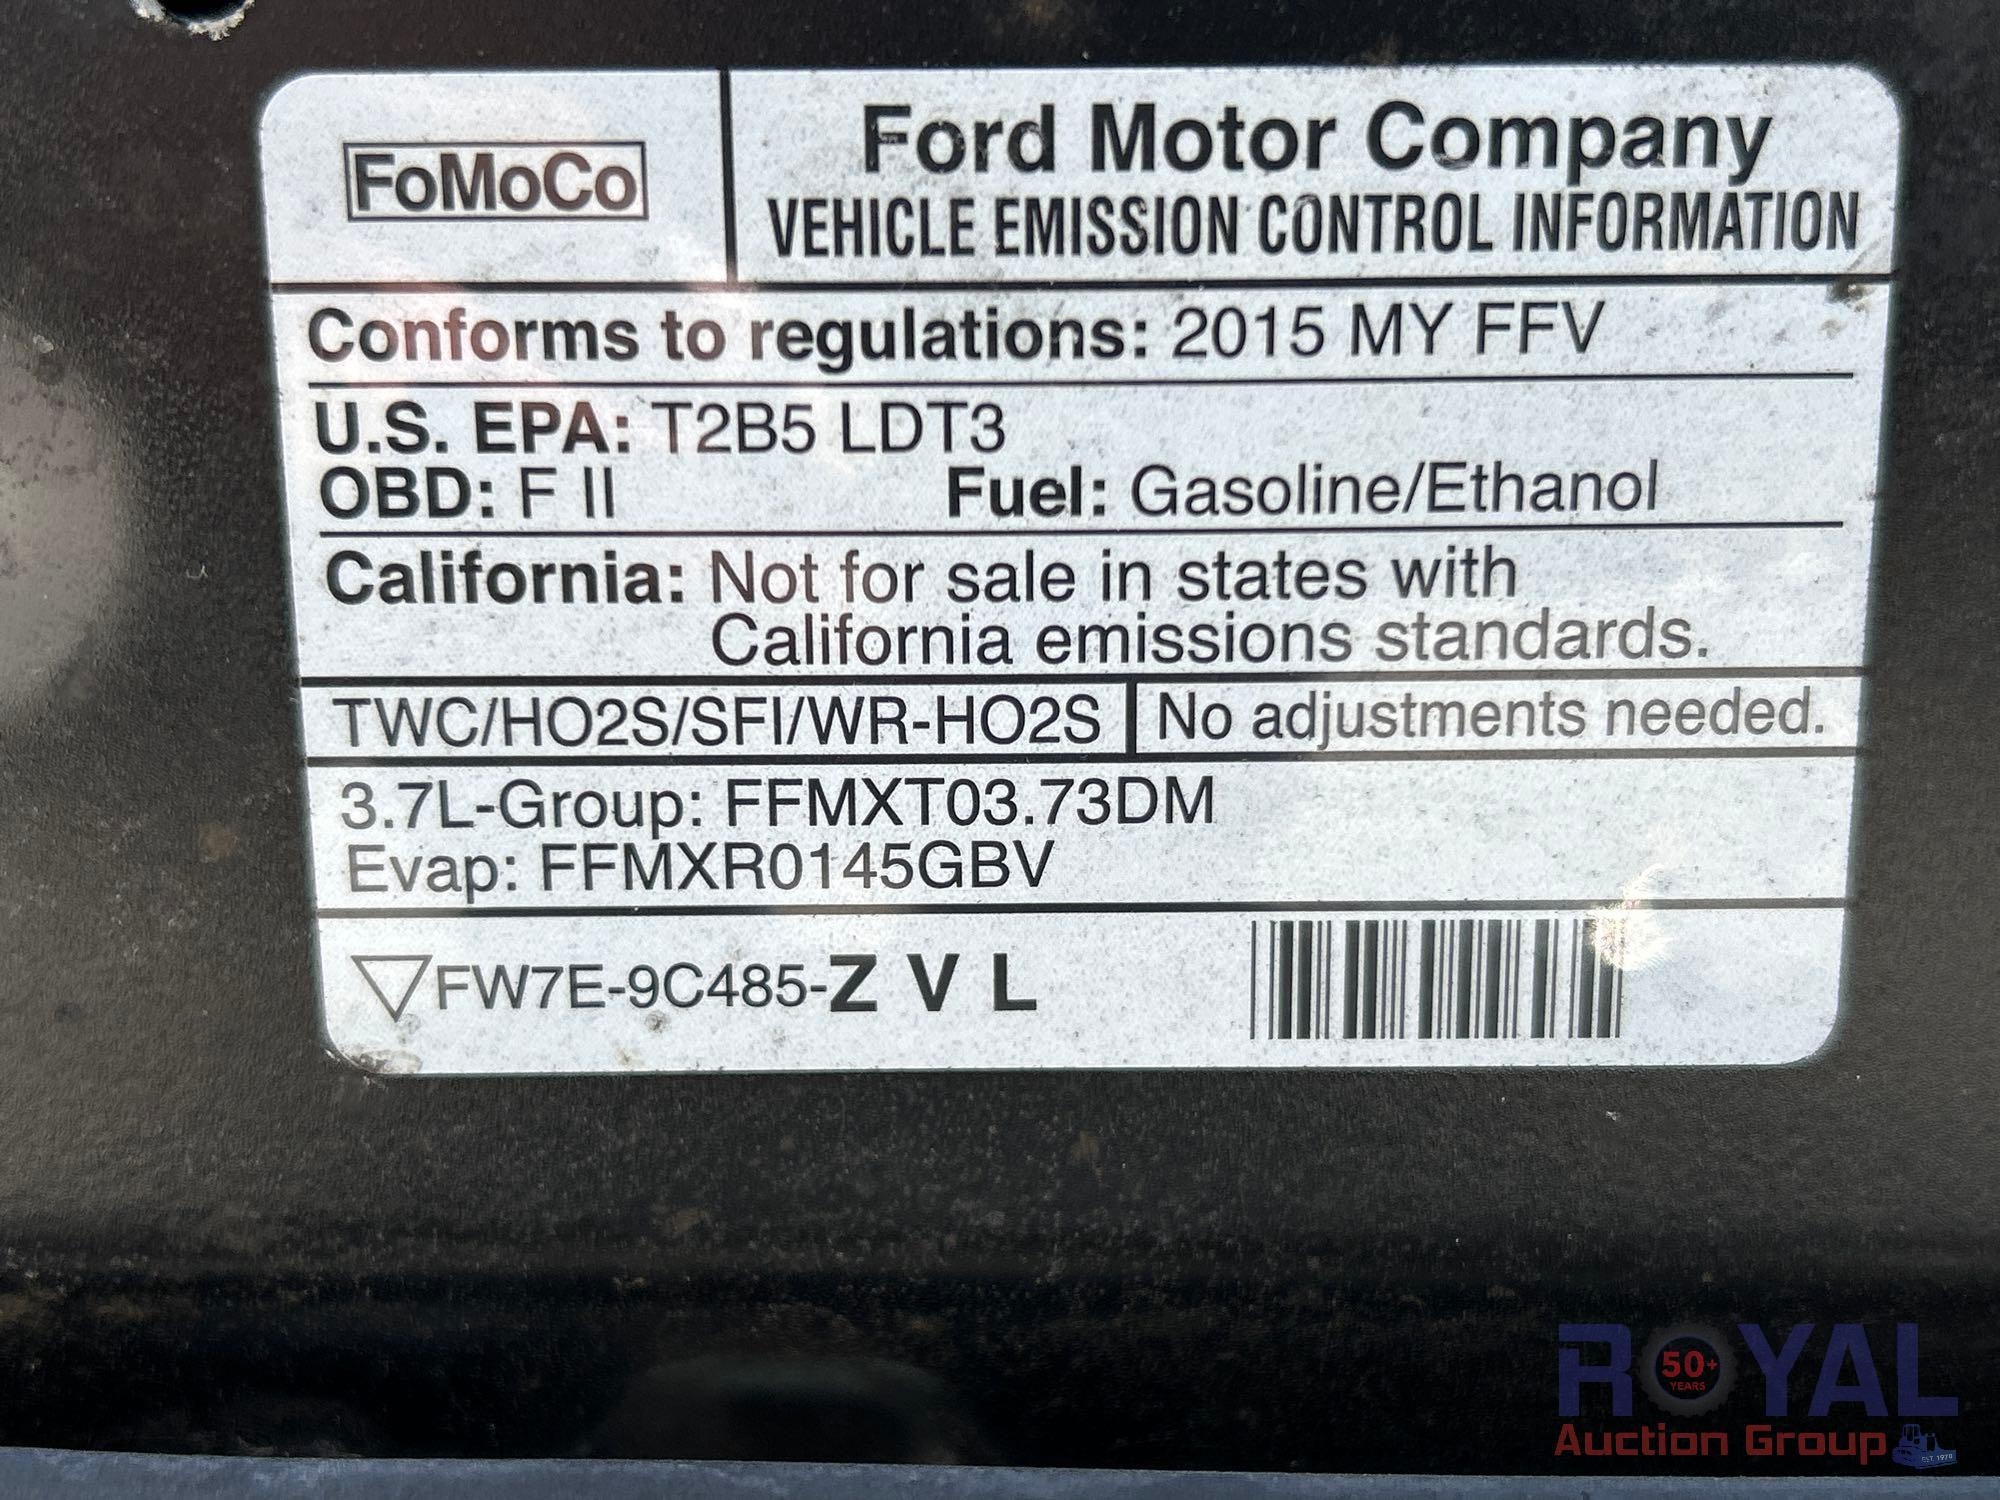 FoMoCo
Ford Motor Company
VEHICLE EMISSION CONTROL INFORMATION
Conforms to regulations: 2015 MY FFV
U.S. EPA: T2B5 LDT3
OBD: F II Fuel: Gasoline/Ethanol
California: Not for sale in states with
California emissions standards.
TWC/HO2S/SFI/WR-HO2S No adjustments needed.
3.7L-Group: FFMXT03.73DM
Evap: FFMXR0145GBV
FW7E-9C485-Z V L
ROYAL
50+
YEARS
Auction Group
EST. 1970